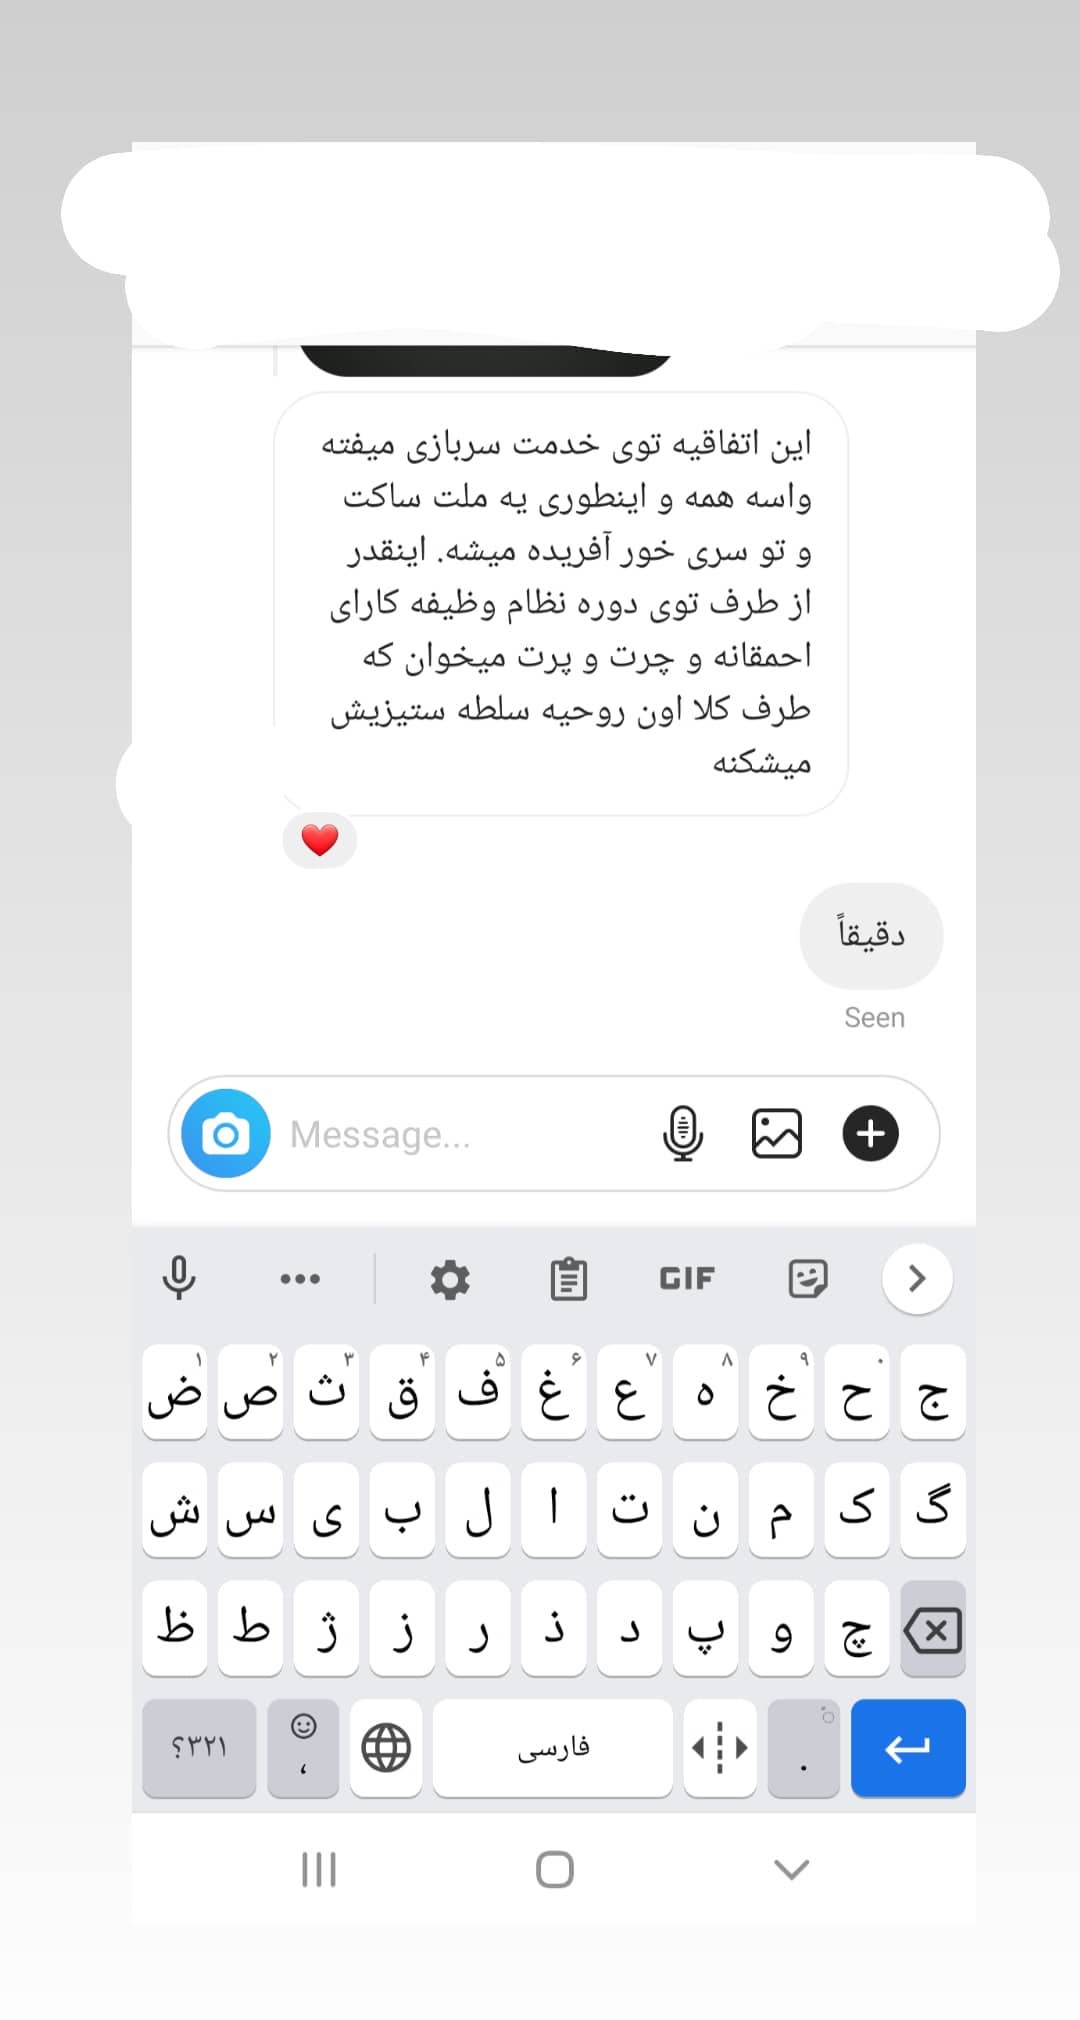 این اتفاقیه توی خدمت سربازی میفته
واسه همه و اینطوری یه ملت ساکت
و تو سری خور آفریده میشه. اینقدر
از طرف توی دوره نظام وظیفه کارای
احمقانه و چرت و پرت میخوان که
طرف کلا اون روحیه سلطه ستیزیش
میشکنه
دقیقاً
Seen
Message...
GIF
۱ ۲ ۳ ۴ ۵ ۶ ۷ ۸ ۹ ۰
ض ص ث ق ف غ ع ه خ ح ج
ش س ی ب ل ا ت ن م ک گ
ظ ط ژ ز ر ذ د پ و چ
۳۲۱؟ ، فارسی .